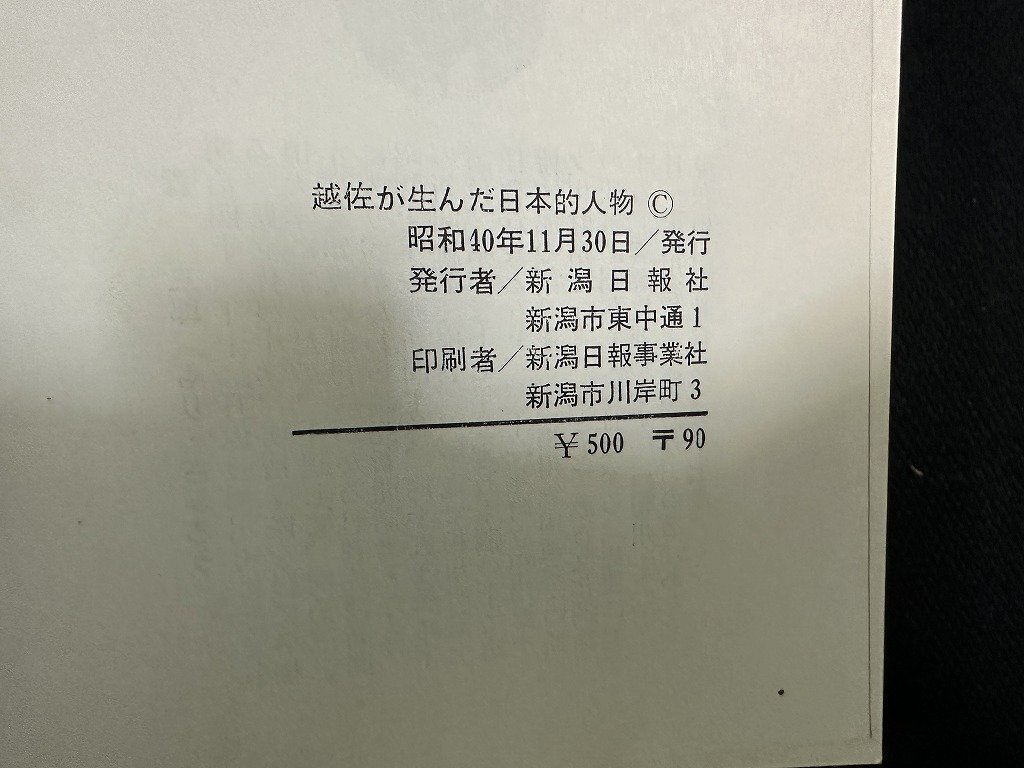 越佐が生んだ日本的人物 ©
昭和40年11月30日／発行
発行者／新潟日報社
新潟市東中通1
印刷者／新潟日報事業社
新潟市川岸町3
¥500 〒90